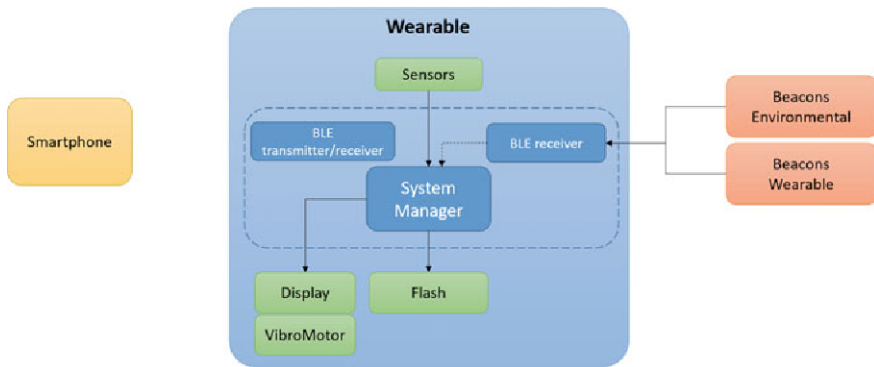 Wearable
Sensors
Smartphone
BLE
transmitter/receiver
BLE receiver
System
Manager
Beacons
Environmental
Beacons
Wearable
Display
Flash
VibroMotor